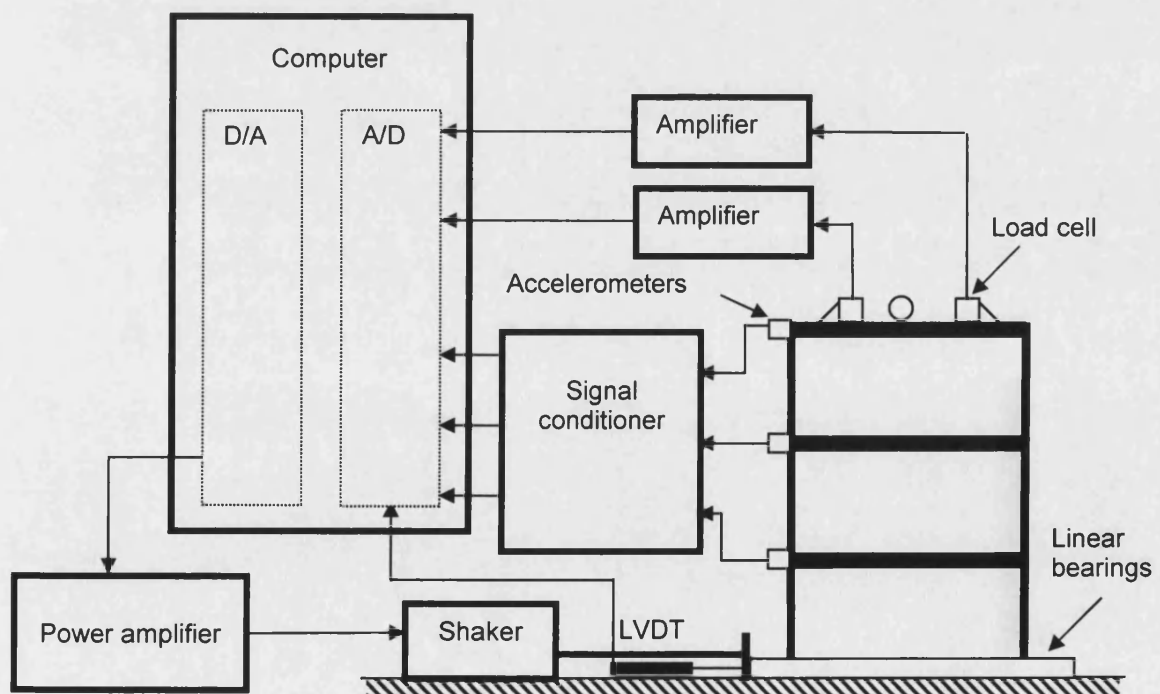 Computer
D/A
A/D
Amplifier
Amplifier
Load cell
Accelerometers
Signal
conditioner
Linear
bearings
Power amplifier
Shaker
LVDT